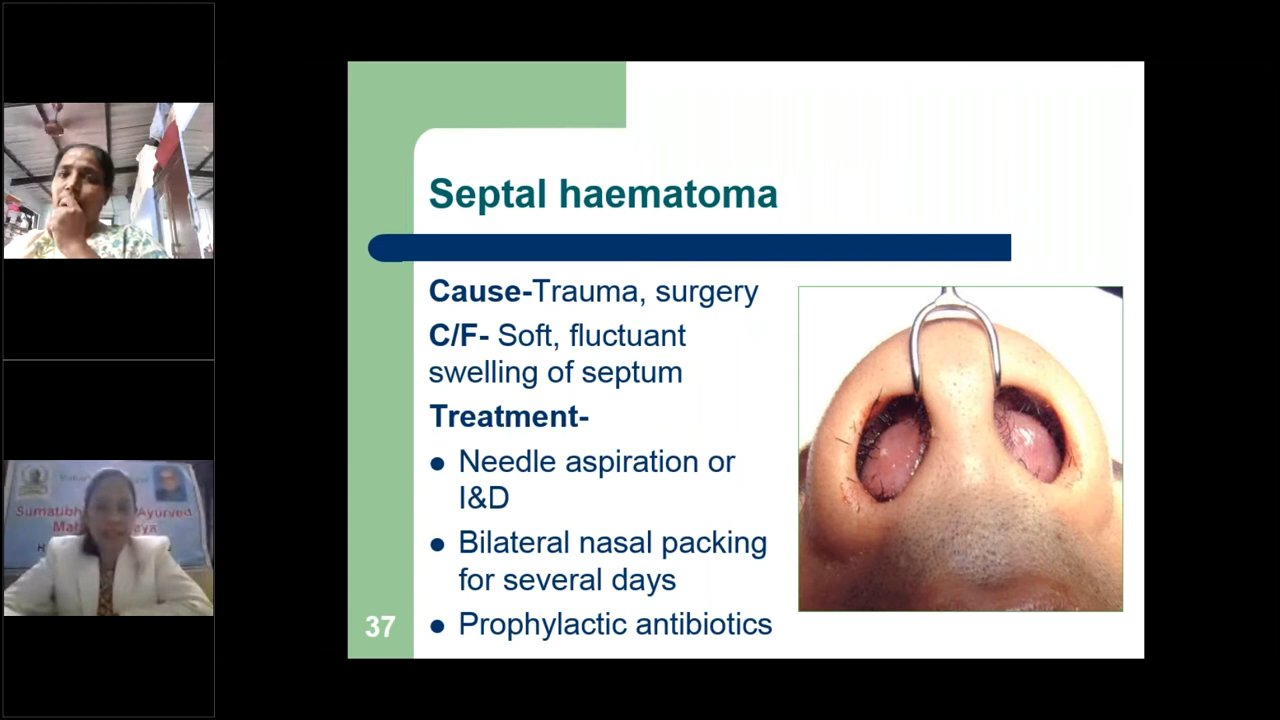 Septal haematoma
Cause-Trauma, surgery
C/F- Soft, fluctuant
swelling of septum
Treatment-
● Needle aspiration or
I&D
● Bilateral nasal packing
for several days
● Prophylactic antibiotics
37
Sumatibh Ayurved